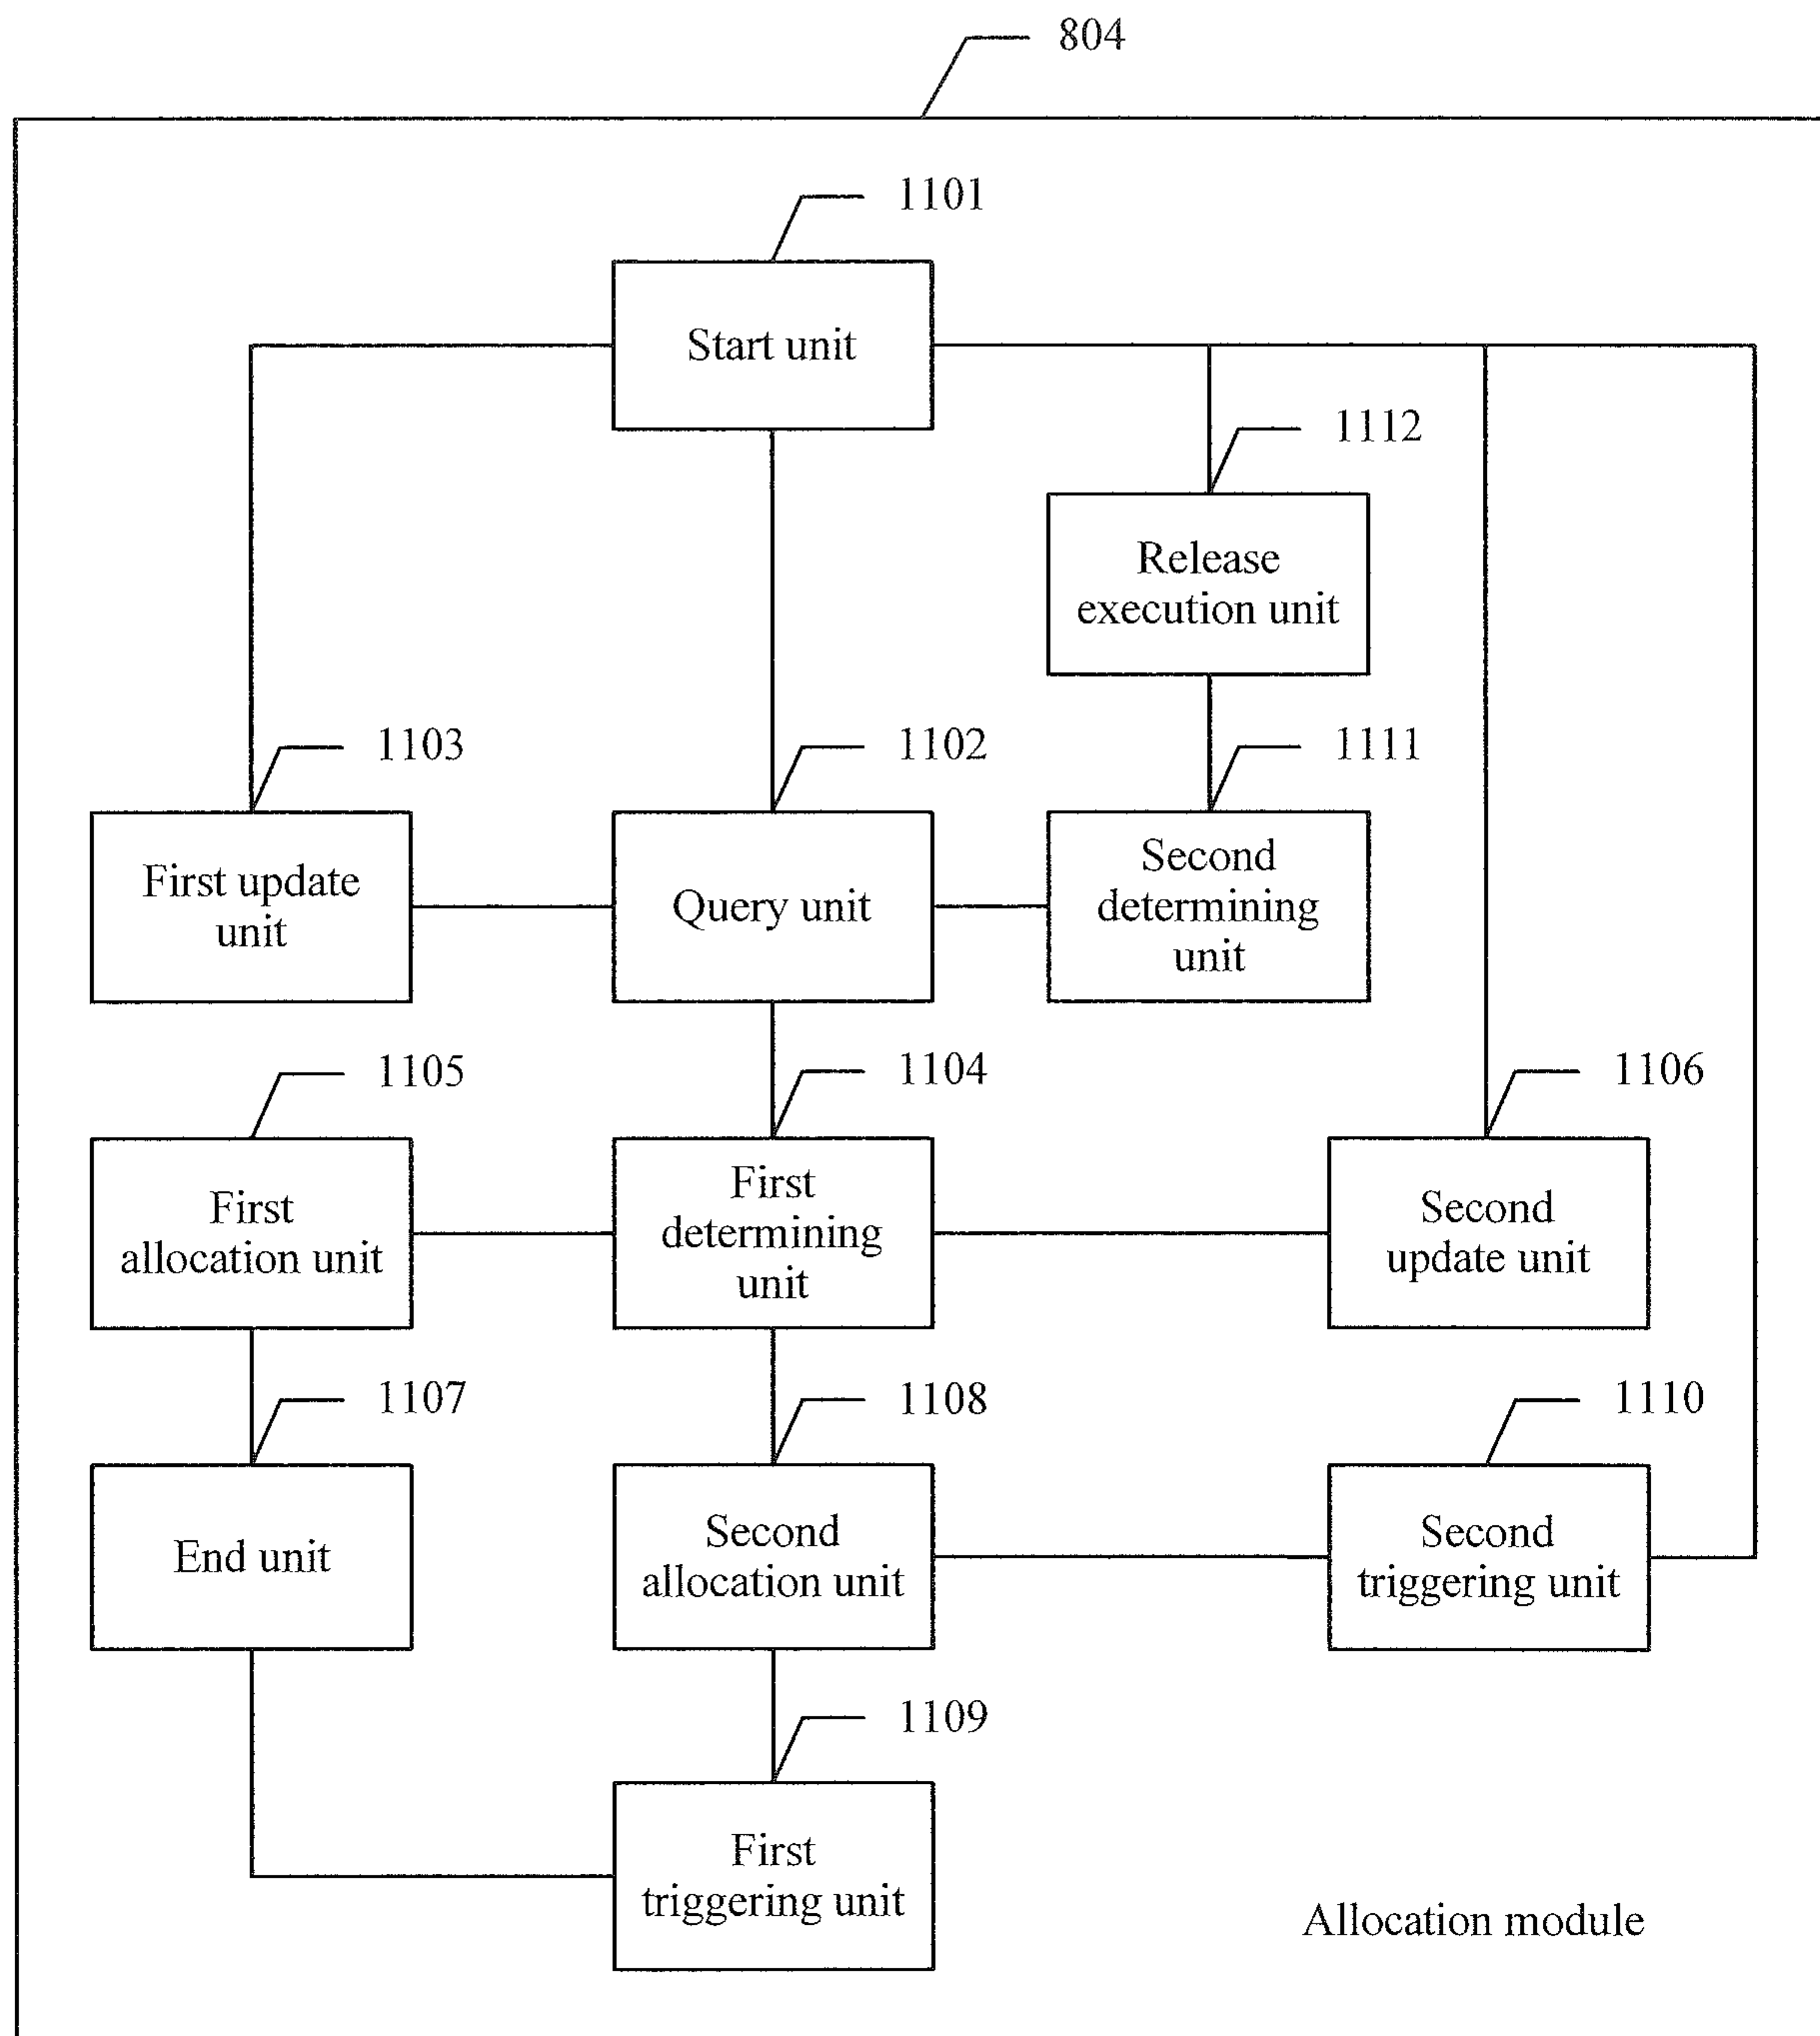 804
1101
Start unit
1112
Release
execution unit
1103
1102
1111
First update
unit
Query unit
Second
determining
unit
1105
1104
1106
First
allocation unit
First
determining
unit
Second
update unit
1107
1108
1110
End unit
Second
allocation unit
Second
triggering unit
1109
First
triggering unit
Allocation module